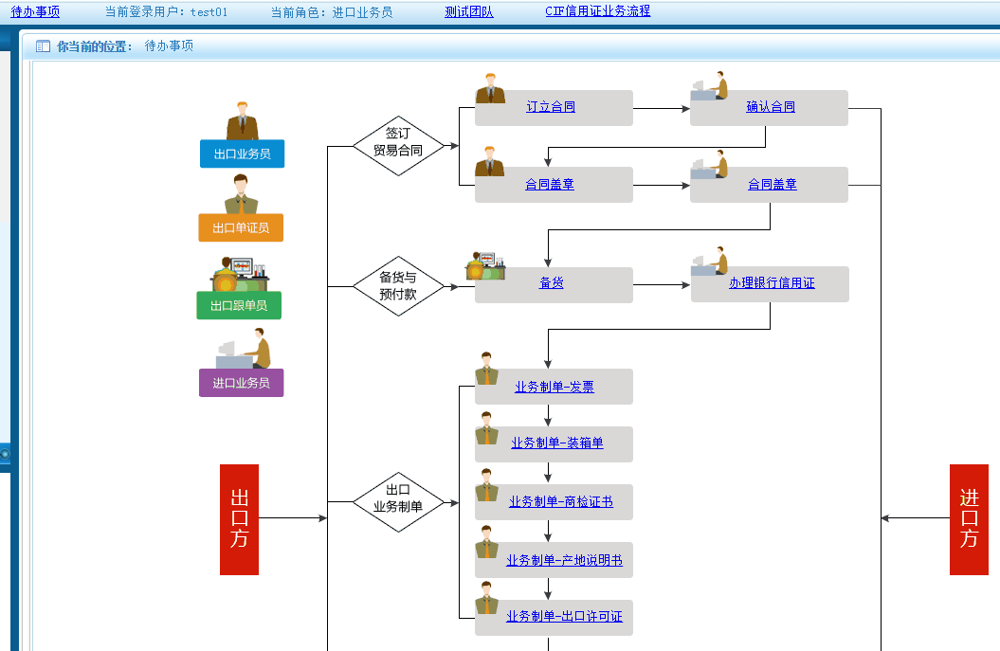 待办事项 当前登录用户：test01 当前角色：进口业务员 测试团队 CIF信用证业务流程
你当前的位置： 待办事项
出口业务员
出口单证员
出口跟单员
进口业务员
签订
贸易合同
订立合同
确认合同
合同盖章
合同盖章
备货与
预付款
备货
办理银行信用证
业务制单-发票
业务制单-装箱单
出口
业务制单
业务制单-商检证书
业务制单-产地说明书
业务制单-出口许可证
出口方
进口方